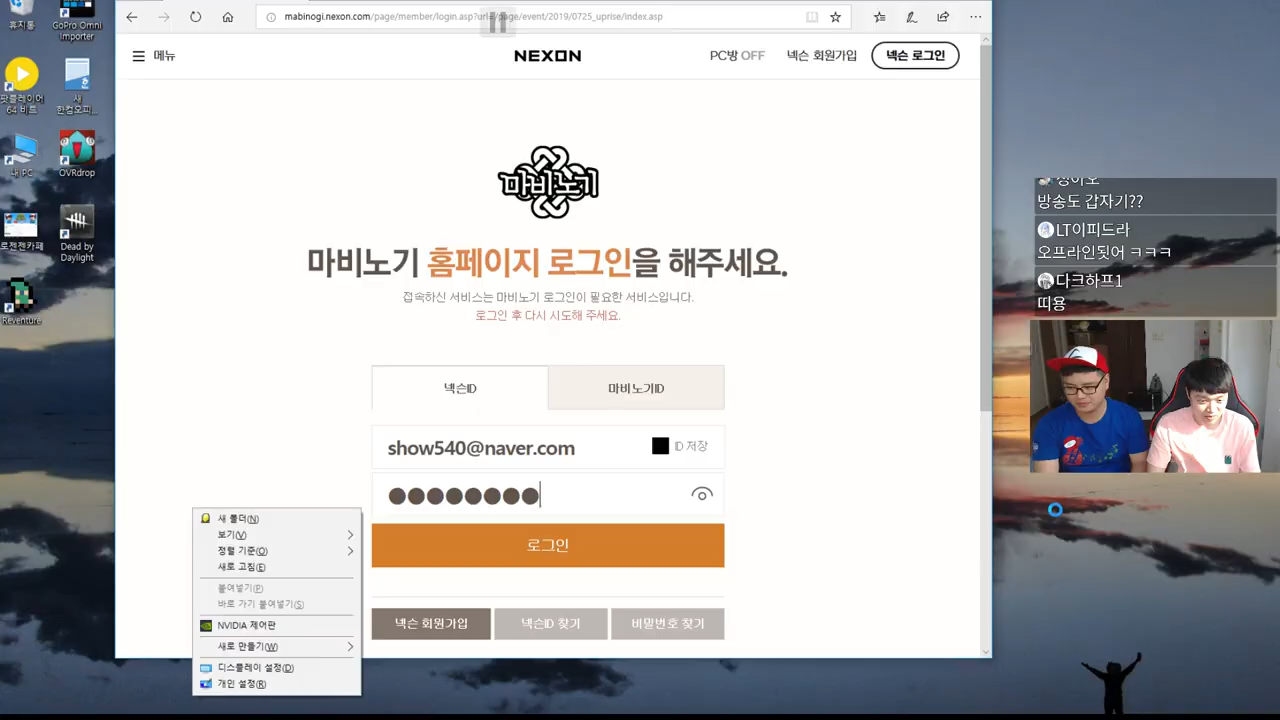 휴지통
GoPro Omni
Importer
팟플레이어
64 비트
새
한컴오피...
내 PC
OVRdrop
로젠젠카페
Dead by
Daylight
Reventure
mabinogi.nexon.com/page/member/login.asp?url=/page/event/2019/0725_uprise/index.asp
메뉴
NEXON
PC방 OFF
넥슨 회원가입
넥슨 로그인
마비노기
마비노기 홈페이지 로그인을 해주세요.
접속하신 서비스는 마비노기 로그인이 필요한 서비스입니다.
로그인 후 다시 시도해 주세요.
넥슨ID
마비노기ID
show540@naver.com
ID 저장
로그인
넥슨 회원가입
넥슨ID 찾기
비밀번호 찾기
새 폴더(N)
보기(V)
정렬 기준(O)
새로 고침(E)
붙여넣기(P)
바로 가기 붙여넣기(S)
NVIDIA 제어판
새로 만들기(W)
디스플레이 설정(D)
개인 설정(R)
방송도 갑자기??
LT이피드라
오프라인됫어 ㅋㅋㅋ
다크하프1
띠용